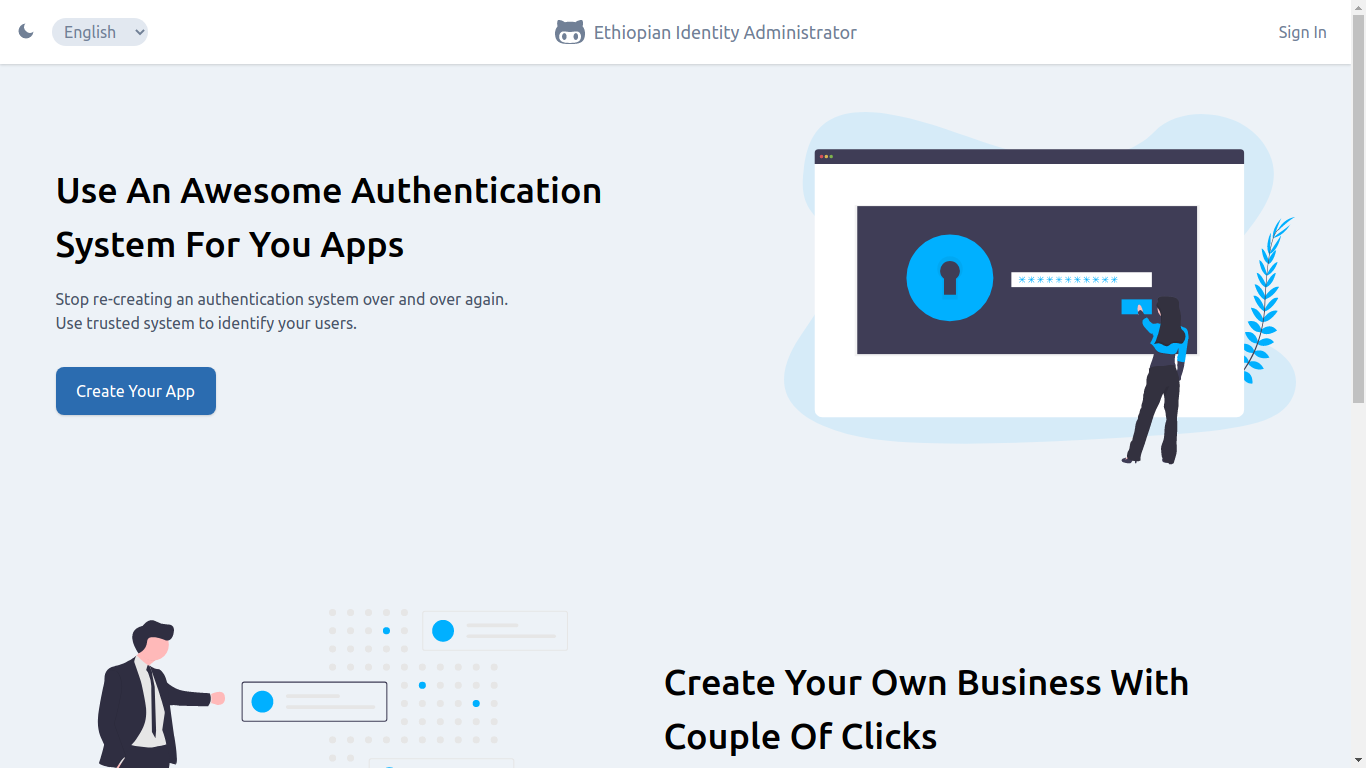 English
Ethiopian Identity Administrator
Sign In
Use An Awesome Authentication
System For You Apps
Stop re-creating an authentication system over and over again.
Use trusted system to identify your users.
Create Your App
***********
Create Your Own Business With
Couple Of Clicks